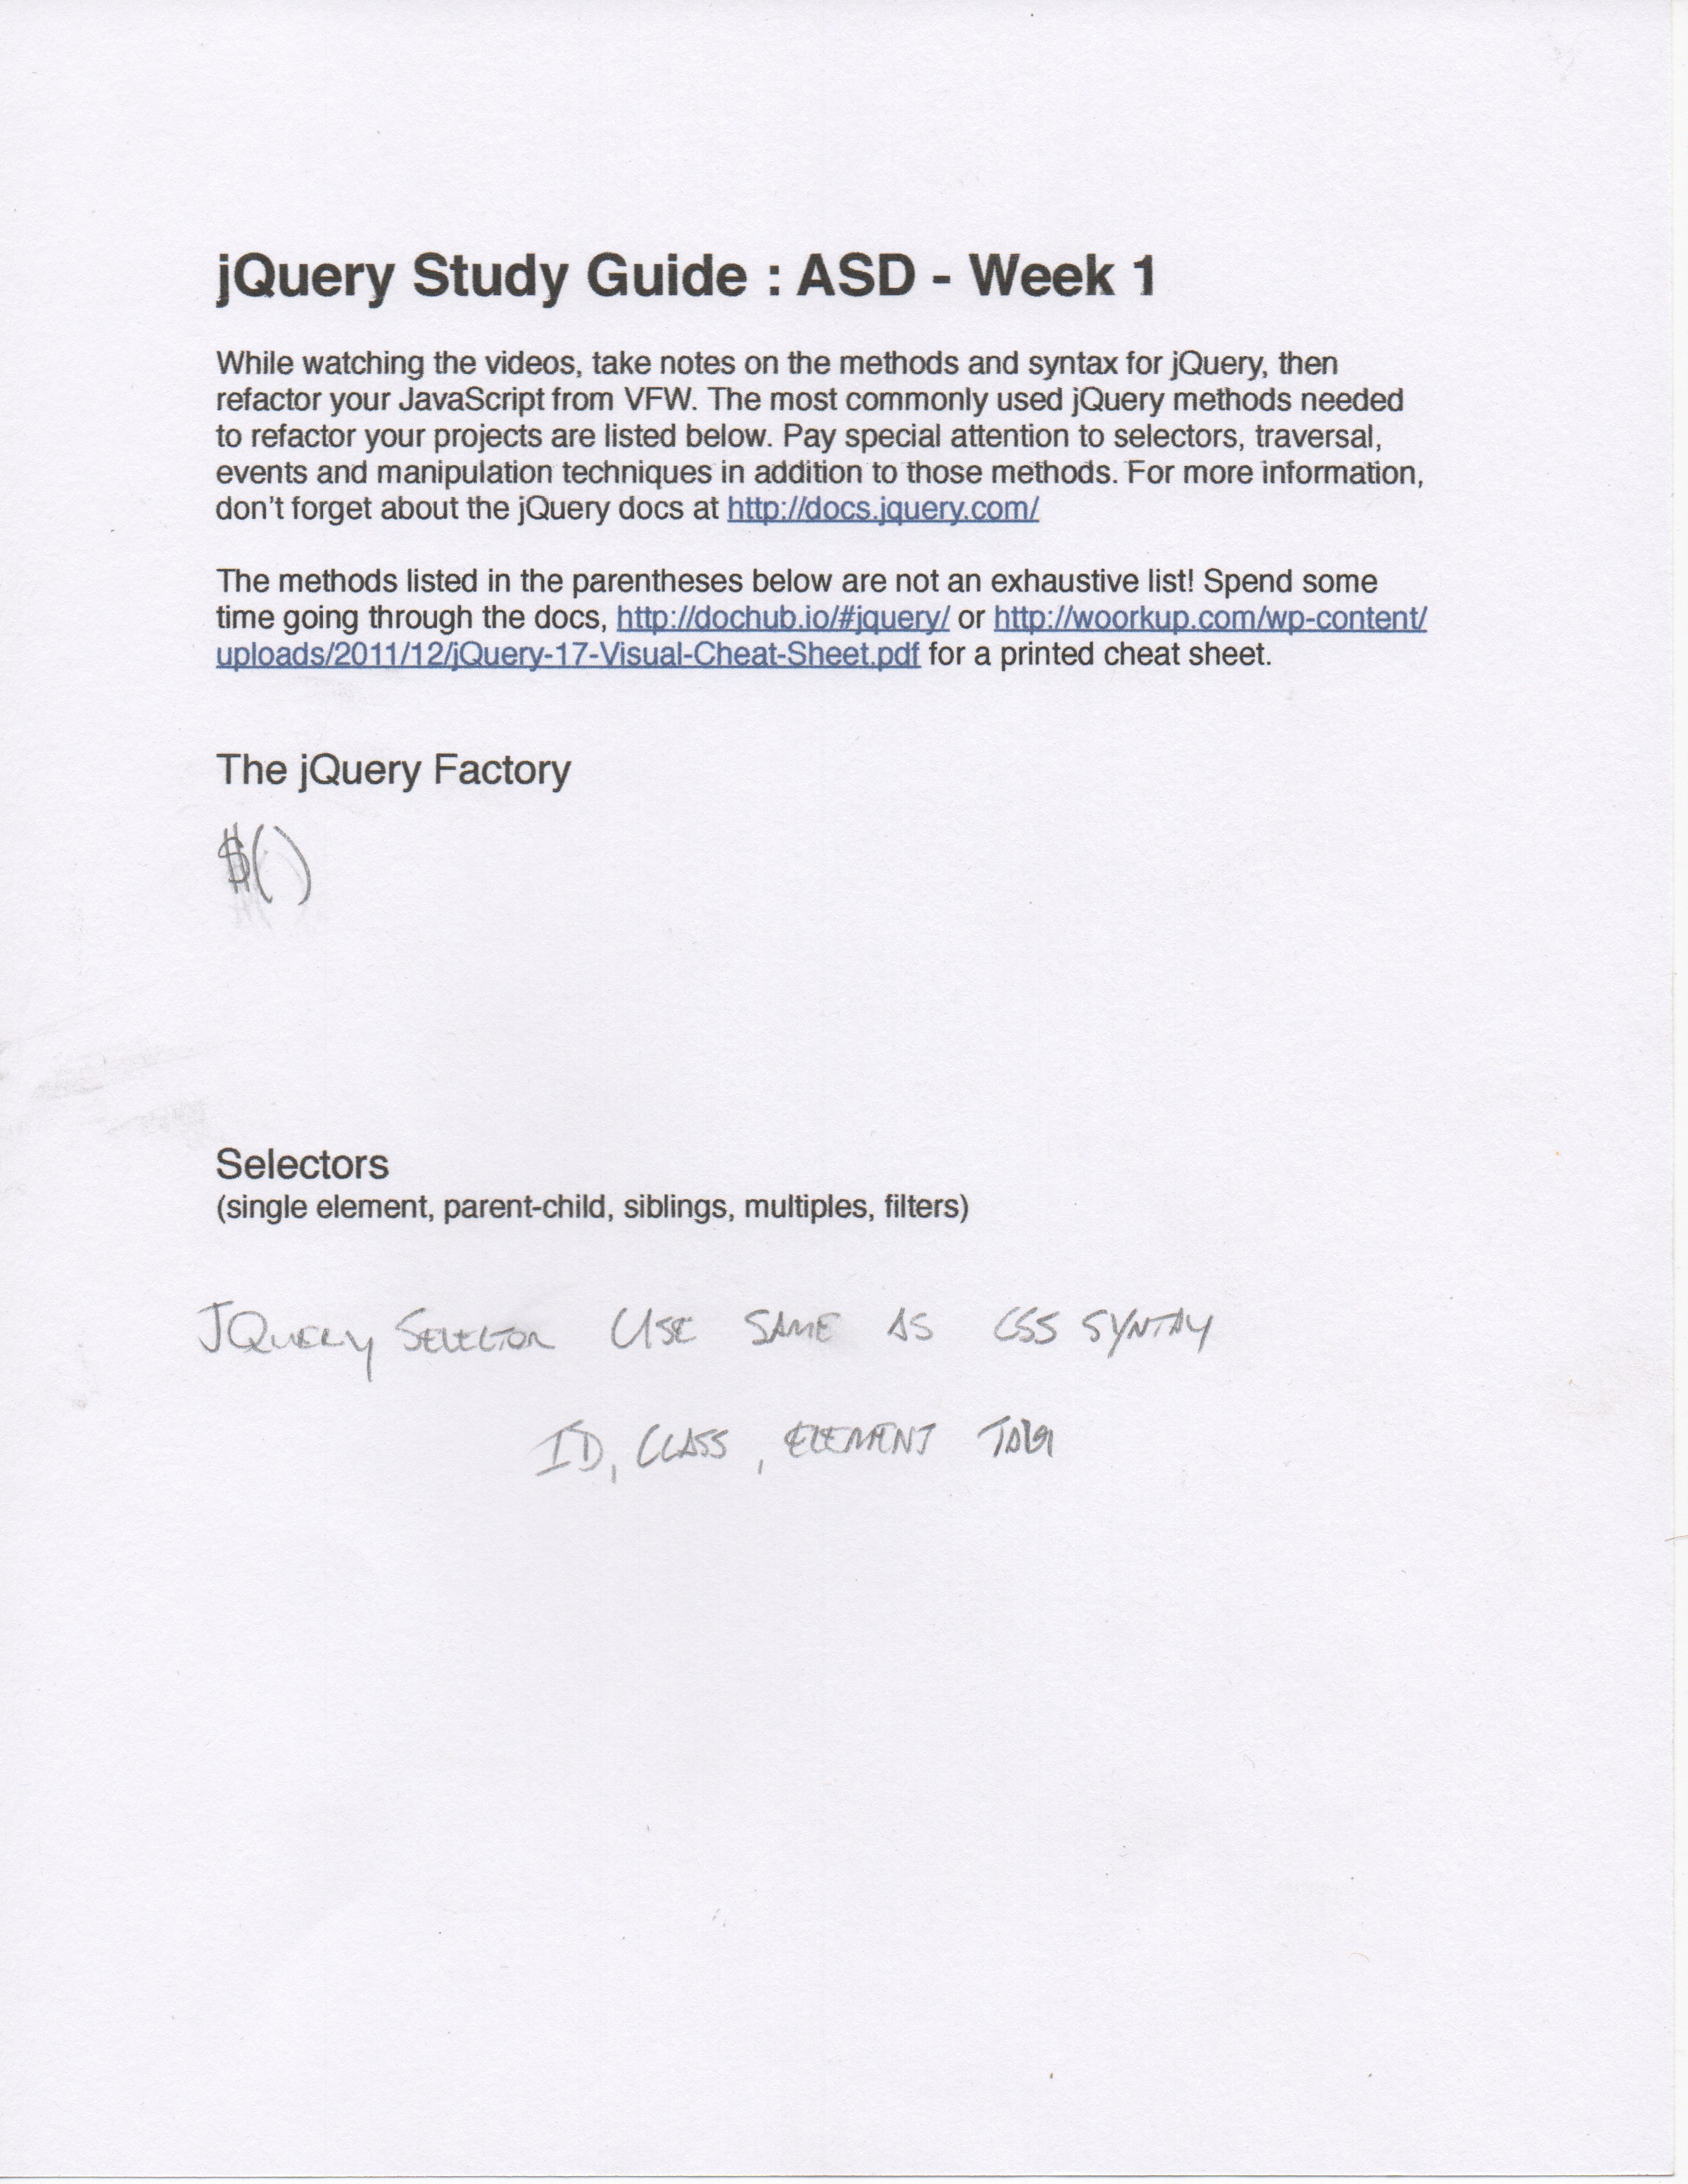 jQuery Study Guide : ASD - Week 1
While watching the videos, take notes on the methods and syntax for jQuery, then
refactor your JavaScript from VFW. The most commonly used jQuery methods needed
to refactor your projects are listed below. Pay special attention to selectors, traversal,
events and manipulation techniques in addition to those methods. For more information,
don't forget about the jQuery docs at http://docs.jquery.com/
The methods listed in the parentheses below are not an exhaustive list! Spend some
time going through the docs, http://dochub.io/#jquery/ or http://woorkup.com/wp-content/
uploads/2011/12/jQuery-17-Visual-Cheat-Sheet.pdf for a printed cheat sheet.
The jQuery Factory
$()
Selectors
(single element, parent-child, siblings, multiples, filters)
JQUERY SELECTOR USE SAME AS CSS SYNTAX
ID, CLASS, ELEMENT TAG